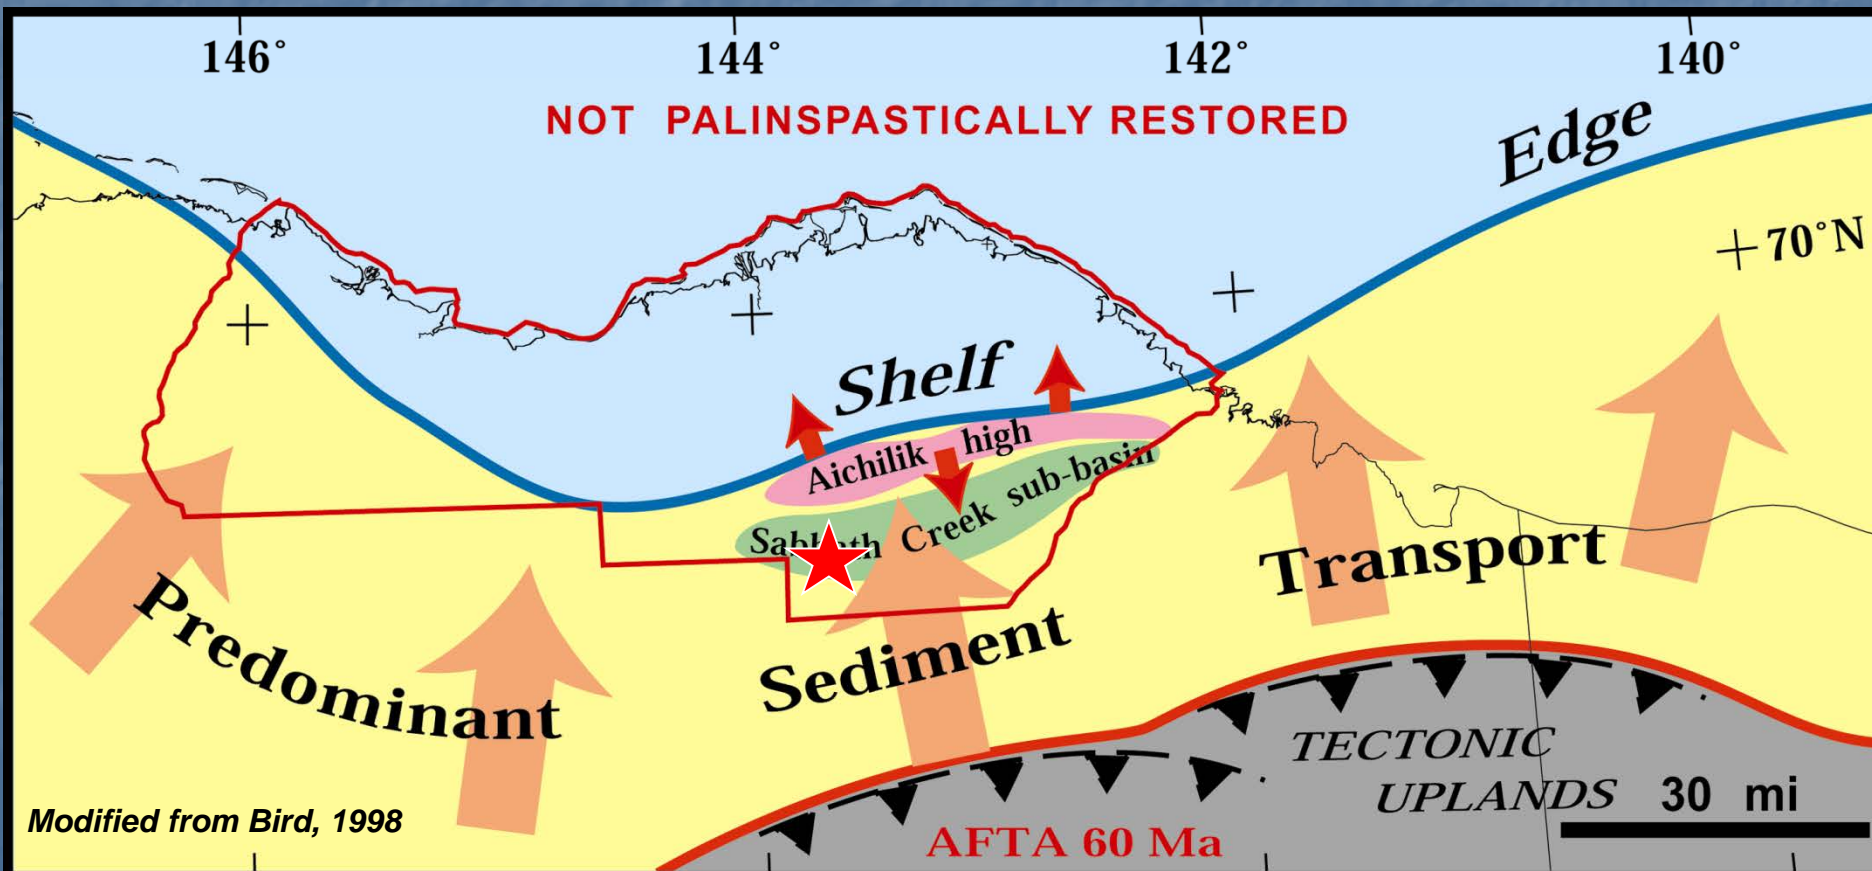 146°
144°
142°
140°
NOT PALINSPASTICALLY RESTORED
Shelf
Edge
70°N
Aichilik high
Creek sub-basin
Predominant
Sediment
Transport
TECTONIC
UPLANDS
30 mi
AFTA 60 Ma
Modified from Bird, 1998